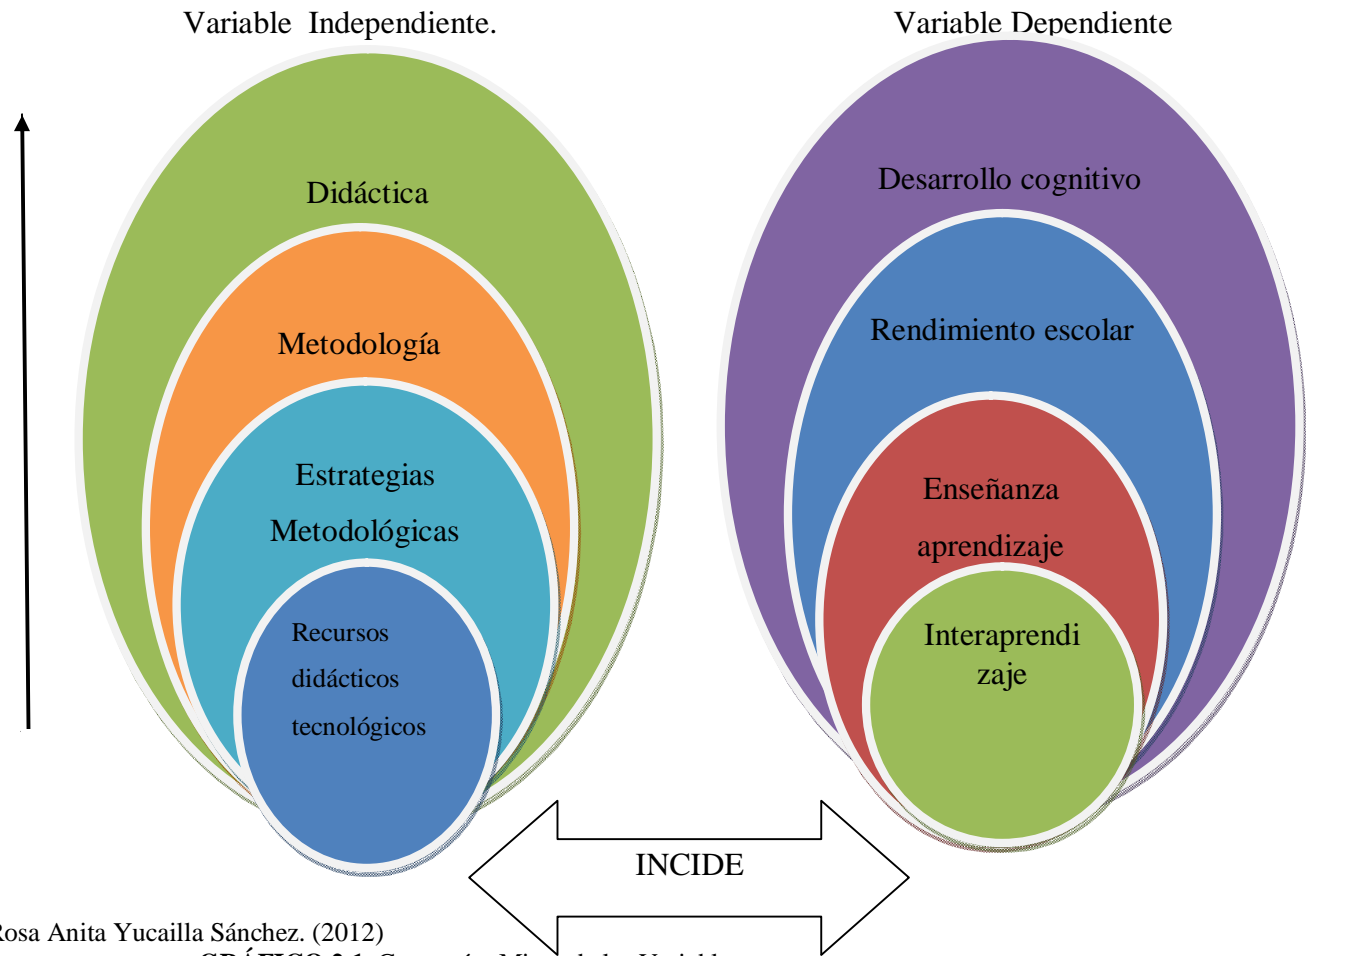 Variable Independiente.
Variable Dependiente
Didáctica
Metodología
Estrategias
Metodológicas
Recursos
didácticos
tecnológicos
Desarrollo cognitivo
Rendimiento escolar
Enseñanza
aprendizaje
Interaprendi
zaje
INCIDE
Rosa Anita Yucailla Sánchez. (2012)